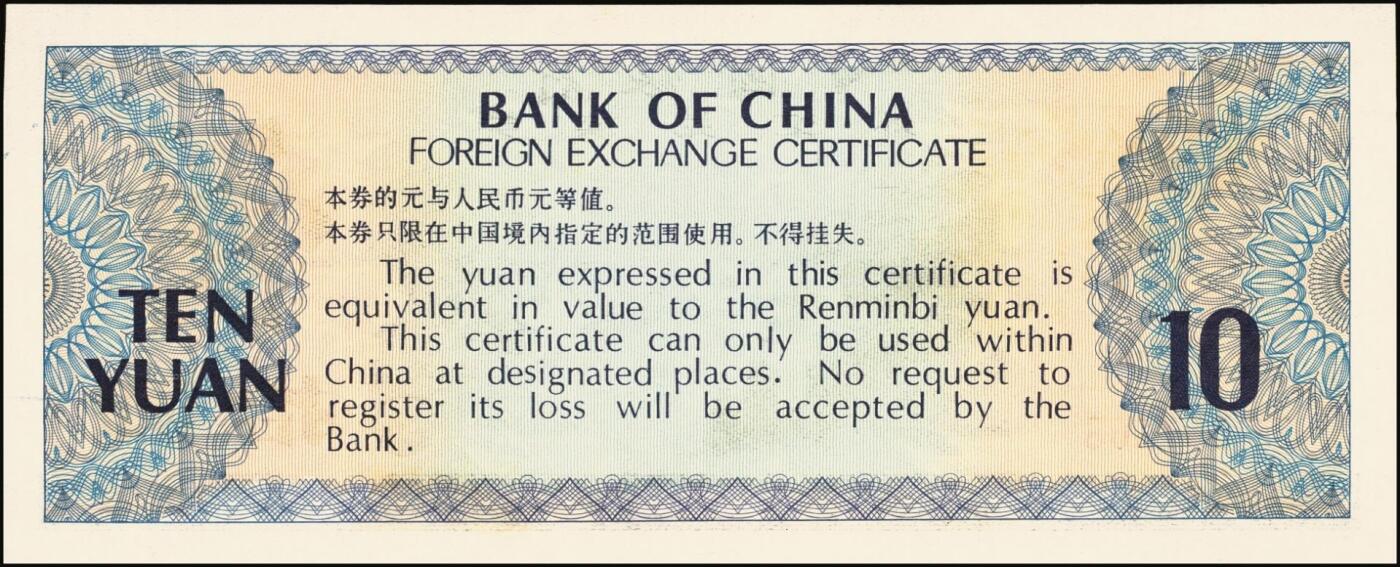 BANK OF CHINA
FOREIGN EXCHANGE CERTIFICATE
本券的元与人民币元等值。
本券只限在中国境内指定的范围使用。不得挂失。
The yuan expressed in this certificate is
equivalent in value to the Renminbi yuan.
This certificate can only be used within
China at designated places. No request to
register its loss will be accepted by the
Bank.
TEN
YUAN
10